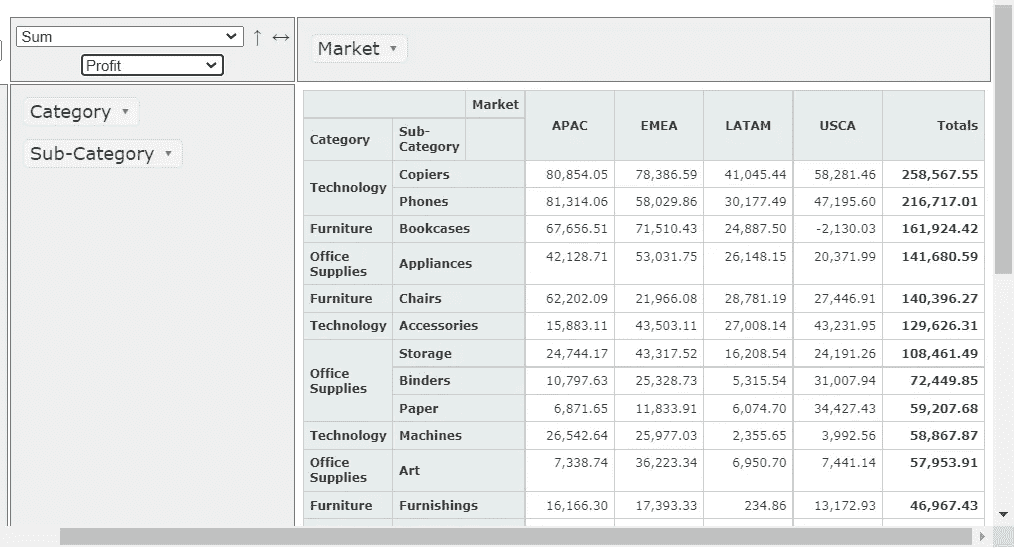 Sum ↑ ↔
Profit
Market ▼
Category ▼
Sub-Category ▼
Market
APAC EMEA LATAM USCA Totals
Category Sub-
Category
Technology Copiers 80,854.05 78,386.59 41,045.44 58,281.46 258,567.55
Phones 81,314.06 58,029.86 30,177.49 47,195.60 216,717.01
Furniture Bookcases 67,656.51 71,510.43 24,887.50 -2,130.03 161,924.42
Office
Supplies Appliances 42,128.71 53,031.75 26,148.15 20,371.99 141,680.59
Furniture Chairs 62,202.09 21,966.08 28,781.19 27,446.91 140,396.27
Technology Accessories 15,883.11 43,503.11 27,008.14 43,231.95 129,626.31
Office
Supplies Storage 24,744.17 43,317.52 16,208.54 24,191.26 108,461.49
Binders 10,797.63 25,328.73 5,315.54 31,007.94 72,449.85
Paper 6,871.65 11,833.91 6,074.70 34,427.43 59,207.68
Technology Machines 26,542.64 25,977.03 2,355.65 3,992.56 58,867.87
Office
Supplies Art 7,338.74 36,223.34 6,950.70 7,441.14 57,953.91
Furniture Furnishings 16,166.30 17,393.33 234.86 13,172.93 46,967.43